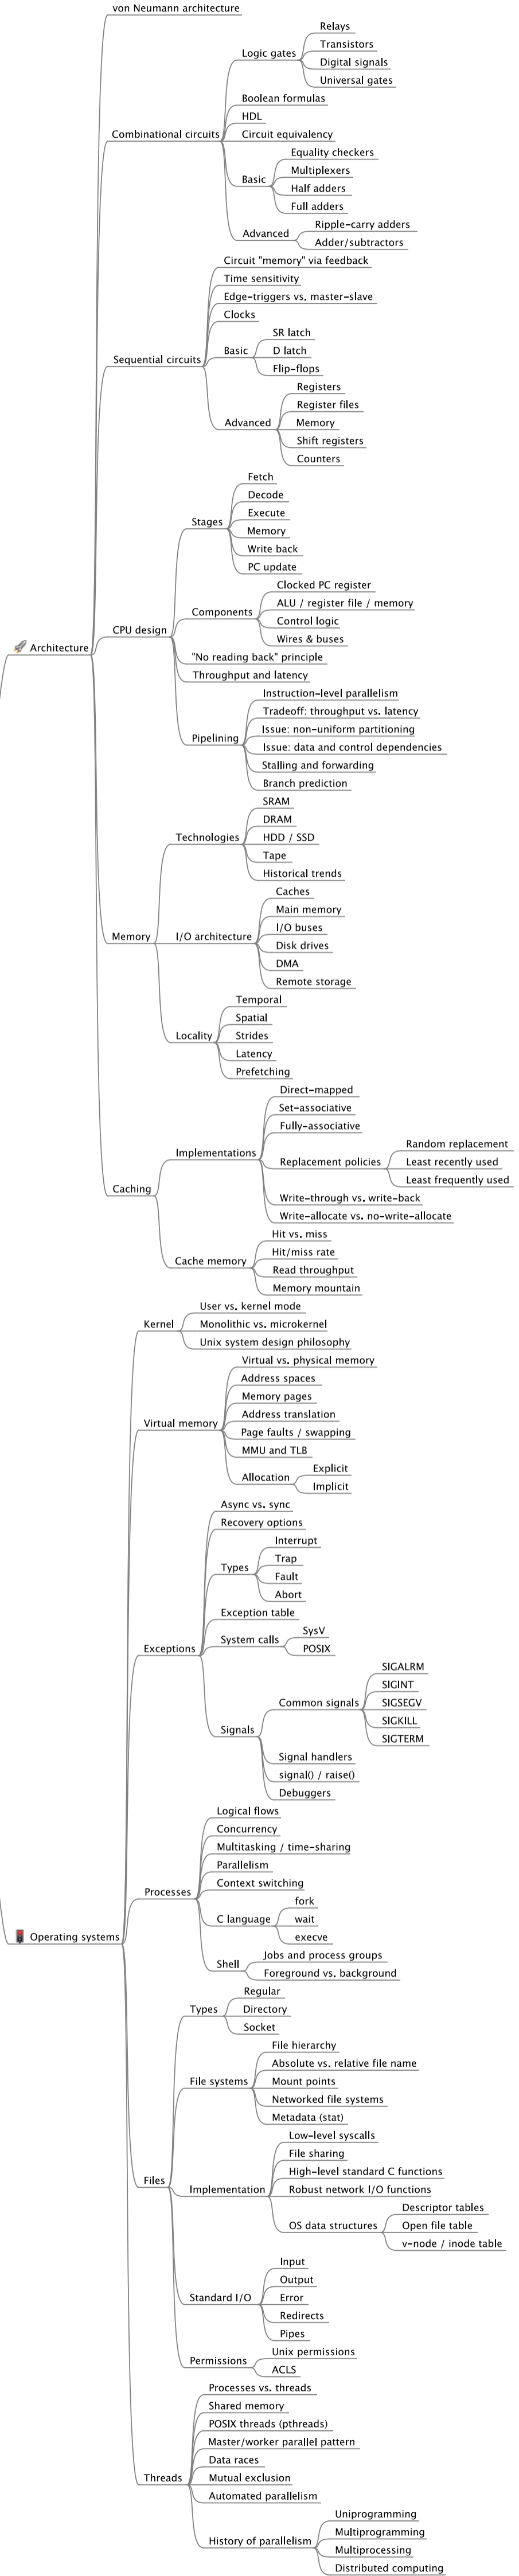 von Neumann architecture
Relays
Transistors
Logic gates
Digital signals
Universal gates
Boolean formulas
HDL
Combinational circuits
Circuit equivalency
Equality checkers
Multiplexers
Basic
Half adders
Full adders
Ripple-carry adders
Advanced
Adder/subtractors
Circuit "memory" via feedback
Time sensitivity
Edge-triggers vs. master-slave
Clocks
SR latch
Sequential circuits
Basic
D latch
Flip-flops
Registers
Register files
Advanced
Memory
Shift registers
Counters
Fetch
Decode
Stages
Execute
Memory
Write back
PC update
Clocked PC register
Components
ALU / register file / memory
Control logic
CPU design
Wires & buses
Architecture
"No reading back" principle
Throughput and latency
Instruction-level parallelism
Tradeoff: throughput vs. latency
Pipelining
Issue: non-uniform partitioning
Issue: data and control dependencies
Stalling and forwarding
Branch prediction
SRAM
DRAM
Technologies
HDD / SSD
Tape
Historical trends
Caches
Main memory
I/O buses
Memory
I/O architecture
Disk drives
DMA
Remote storage
Temporal
Spatial
Locality
Strides
Latency
Prefetching
Direct-mapped
Set-associative
Fully-associative
Implementations
Random replacement
Replacement policies
Least recently used
Least frequently used
Caching
Write-through vs. write-back
Write-allocate vs. no-write-allocate
Hit vs. miss
Hit/miss rate
Cache memory
Read throughput
Memory mountain
User vs. kernel mode
Kernel
Monolithic vs. microkernel
Unix system design philosophy
Virtual vs. physical memory
Address spaces
Memory pages
Address translation
Virtual memory
Page faults / swapping
MMU and TLB
Explicit
Allocation
Implicit
Async vs. sync
Recovery options
Interrupt
Trap
Types
Fault
Abort
Exception table
SysV
System calls
POSIX
Exceptions
SIGALRM
SIGINT
Common signals
SIGSEGV
SIGKILL
SIGTERM
Signals
Signal handlers
signal() / raise()
Debuggers
Logical flows
Concurrency
Multitasking / time-sharing
Parallelism
Context switching
Processes
fork
C language
wait
execve
Operating systems
Jobs and process groups
Shell
Foreground vs. background
Regular
Types
Directory
Socket
File hierarchy
Absolute vs. relative file name
File systems
Mount points
Networked file systems
Metadata (stat)
Low-level syscalls
File sharing
High-level standard C functions
Files
Implementation
Robust network I/O functions
Descriptor tables
OS data structures
Open file table
v-node / inode table
Input
Output
Standard I/O
Error
Redirects
Pipes
Unix permissions
Permissions
ACLS
Processes vs. threads
Shared memory
POSIX threads (pthreads)
Master/worker parallel pattern
Data races
Threads
Mutual exclusion
Automated parallelism
Uniprogramming
Multiprogramming
History of parallelism
Multiprocessing
Distributed computing